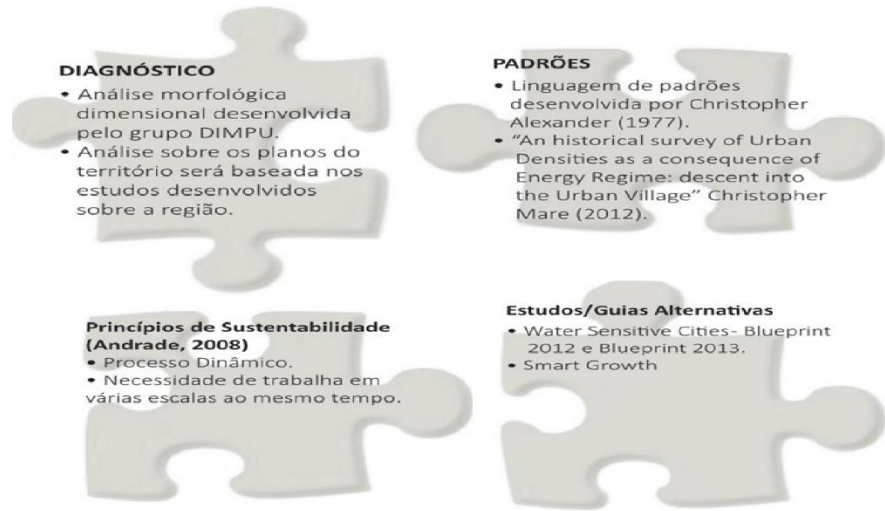 DIAGNÓSTICO
• Análise morfológica
dimensional desenvolvida
pelo grupo DIMPU.
• Análise sobre os planos do
território será baseada nos
estudos desenvolvidos
sobre a região.
PADRÕES
• Linguagem de padrões
desenvolvida por Christopher
Alexander (1977).
• “An historical survey of Urban
Densities as a consequence of
Energy Regime: descent into
the Urban Village” Christopher
Mare (2012).
Princípios de Sustentabilidade
(Andrade, 2008)
• Processo Dinâmico.
• Necessidade de trabalha em
várias escalas ao mesmo tempo.
Estudos/Guias Alternativas
• Water Sensitive Cities- Blueprint
2012 e Blueprint 2013.
• Smart Growth